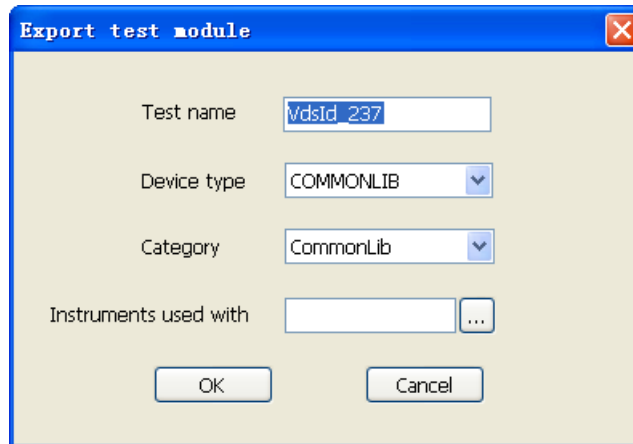 Export test module
Test name VdsId_237
Device type COMMONLIB
Category CommonLib
Instruments used with ...
OK Cancel